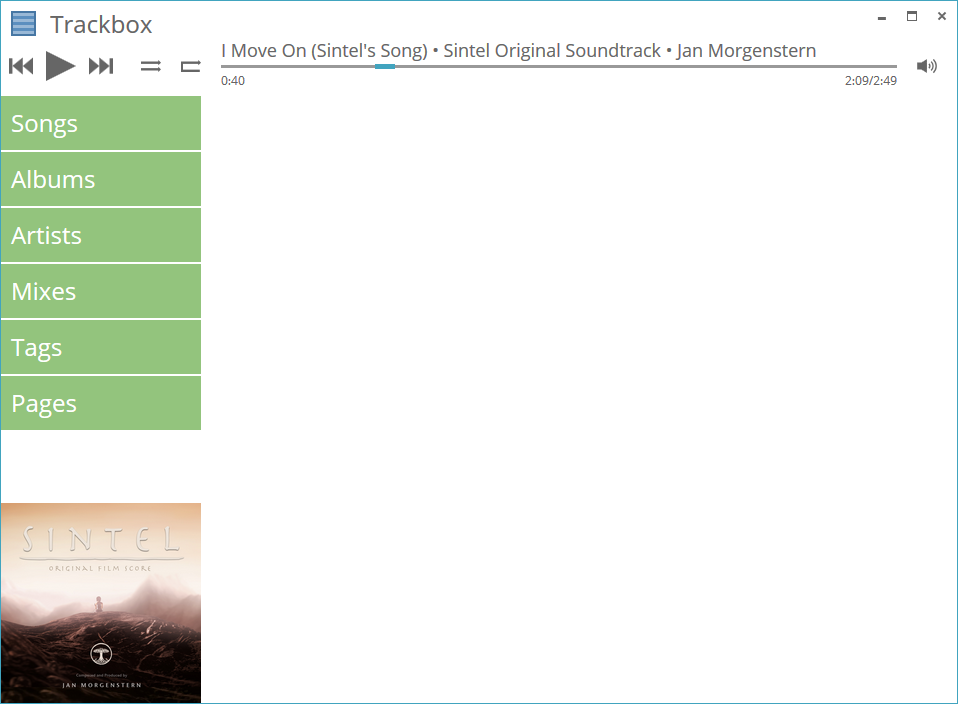 Trackbox
I Move On (Sintel's Song) • Sintel Original Soundtrack • Jan Morgenstern
0:40 2:09/2:49
Songs
Albums
Artists
Mixes
Tags
Pages
SINTEL
ORIGINAL FILM SCORE
Composed and Produced by
JAN MORGENSTERN